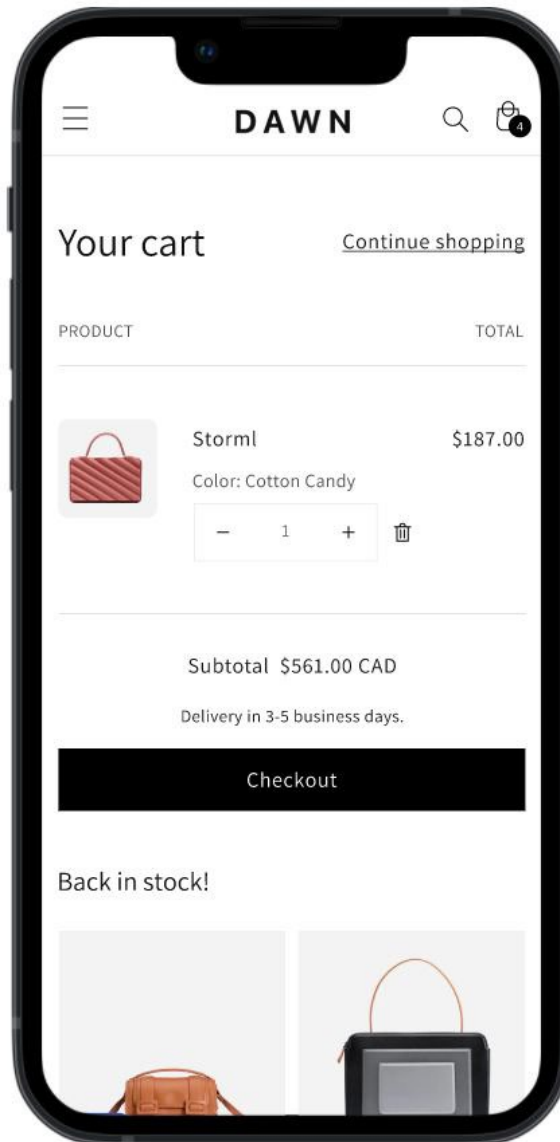 DAWN
4
Your cart
Continue shopping
PRODUCT
TOTAL
Storml
$187.00
Color: Cotton Candy
− 1 +
Subtotal $561.00 CAD
Delivery in 3-5 business days.
Checkout
Back in stock!